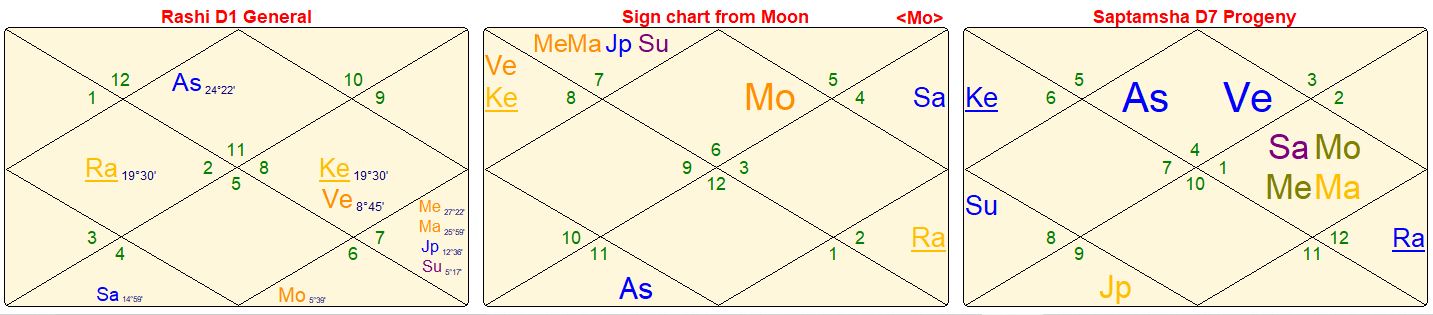 Rashi D1 General
12
10
As 24°22'
1
9
11
Ra 19°30'
2
8
Ke 19°30'
5
Ve 8°45'
Me 27°22'
Ma 25°59'
3
7
Jp 12°36'
4
6
Su 5°17'
Sa 14°59'
Mo 5°39'
Sign chart from Moon
<Mo>
MeMa Jp Su
Ve
7
5
Ke
8
Mo
4
Sa
6
9
3
12
10
2
Ra
11
1
As
Saptamsha D7 Progeny
5
3
Ke
6
As
Ve
2
Sa Mo
4
7
1
10
Me Ma
Su
8
12
Ra
9
11
Jp